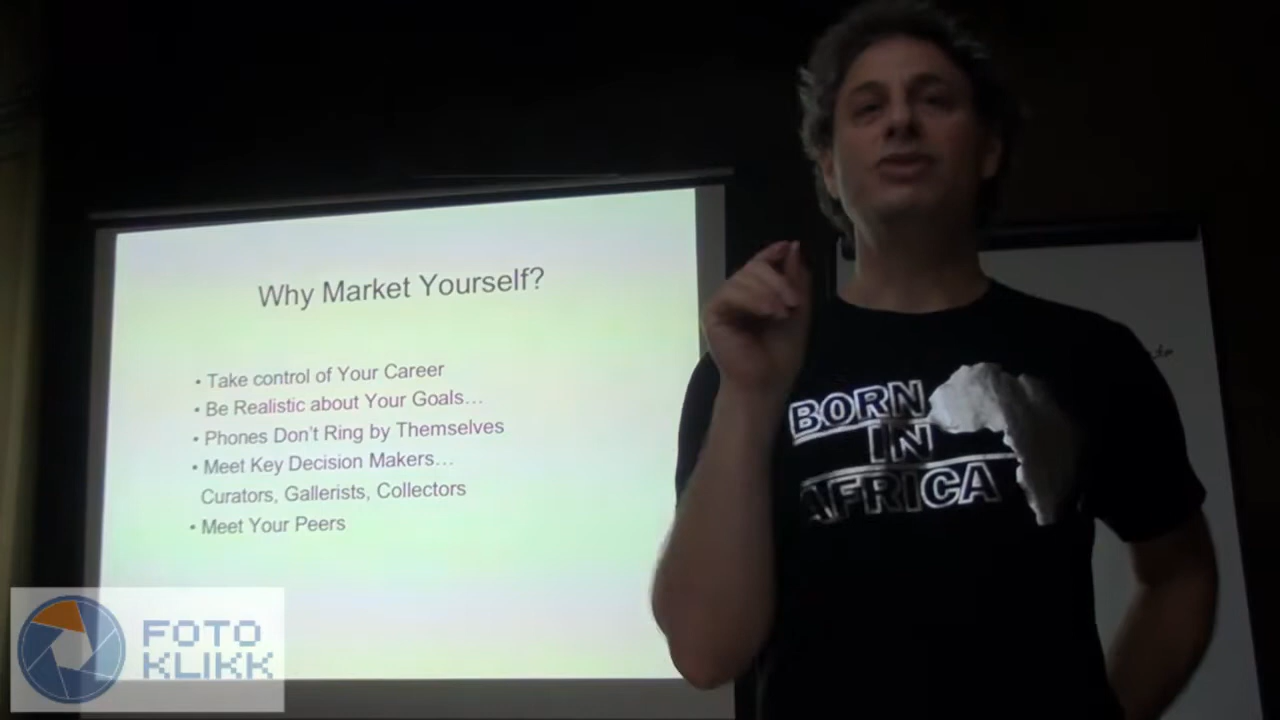 Why Market Yourself?
• Take control of Your Career
• Be Realistic about Your Goals...
• Phones Don't Ring by Themselves
• Meet Key Decision Makers...
Curators, Gallerists, Collectors
• Meet Your Peers
BORN
IN
AFRICA
FOTO
KLIKK